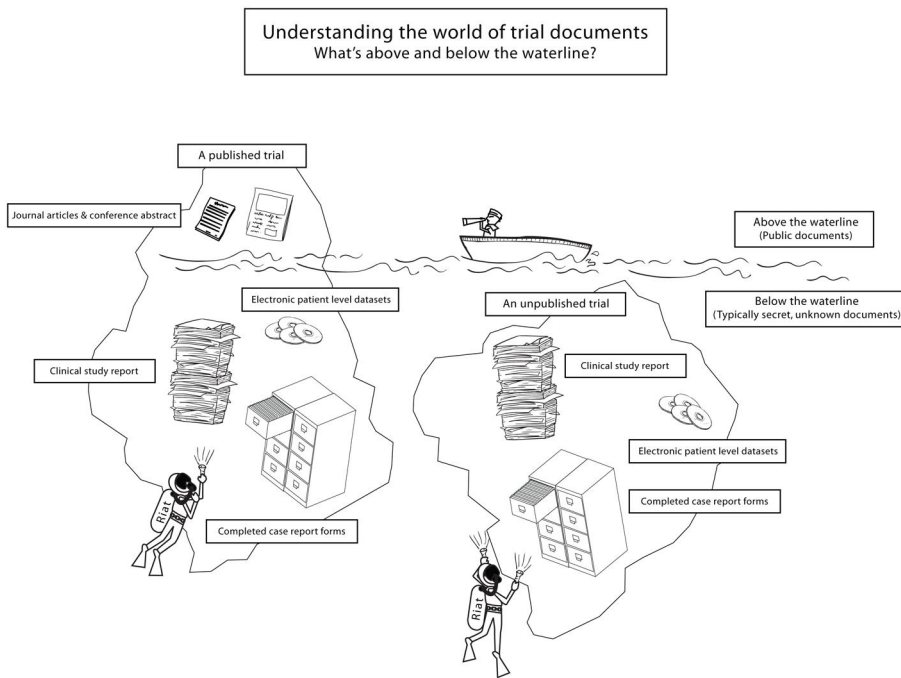 Understanding the world of trial documents
What's above and below the waterline?
A published trial
Journal articles & conference abstract
Above the waterline
(Public documents)
Electronic patient level datasets
An unpublished trial
Below the waterline
(Typically secret, unknown documents)
Clinical study report
Clinical study report
Electronic patient level datasets
Completed case report forms
Riat
Completed case report forms
Riat